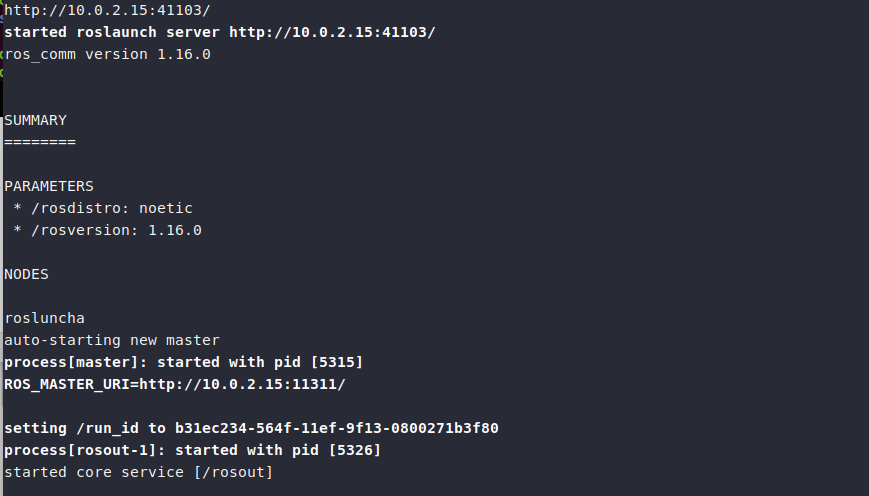 http://10.0.2.15:41103/
started roslaunch server http://10.0.2.15:41103/
ros_comm version 1.16.0
SUMMARY
========
PARAMETERS
* /rosdistro: noetic
* /rosversion: 1.16.0
NODES
rosluncha
auto-starting new master
process[master]: started with pid [5315]
ROS_MASTER_URI=http://10.0.2.15:11311/
setting /run_id to b31ec234-564f-11ef-9f13-0800271b3f80
process[rosout-1]: started with pid [5326]
started core service [/rosout]